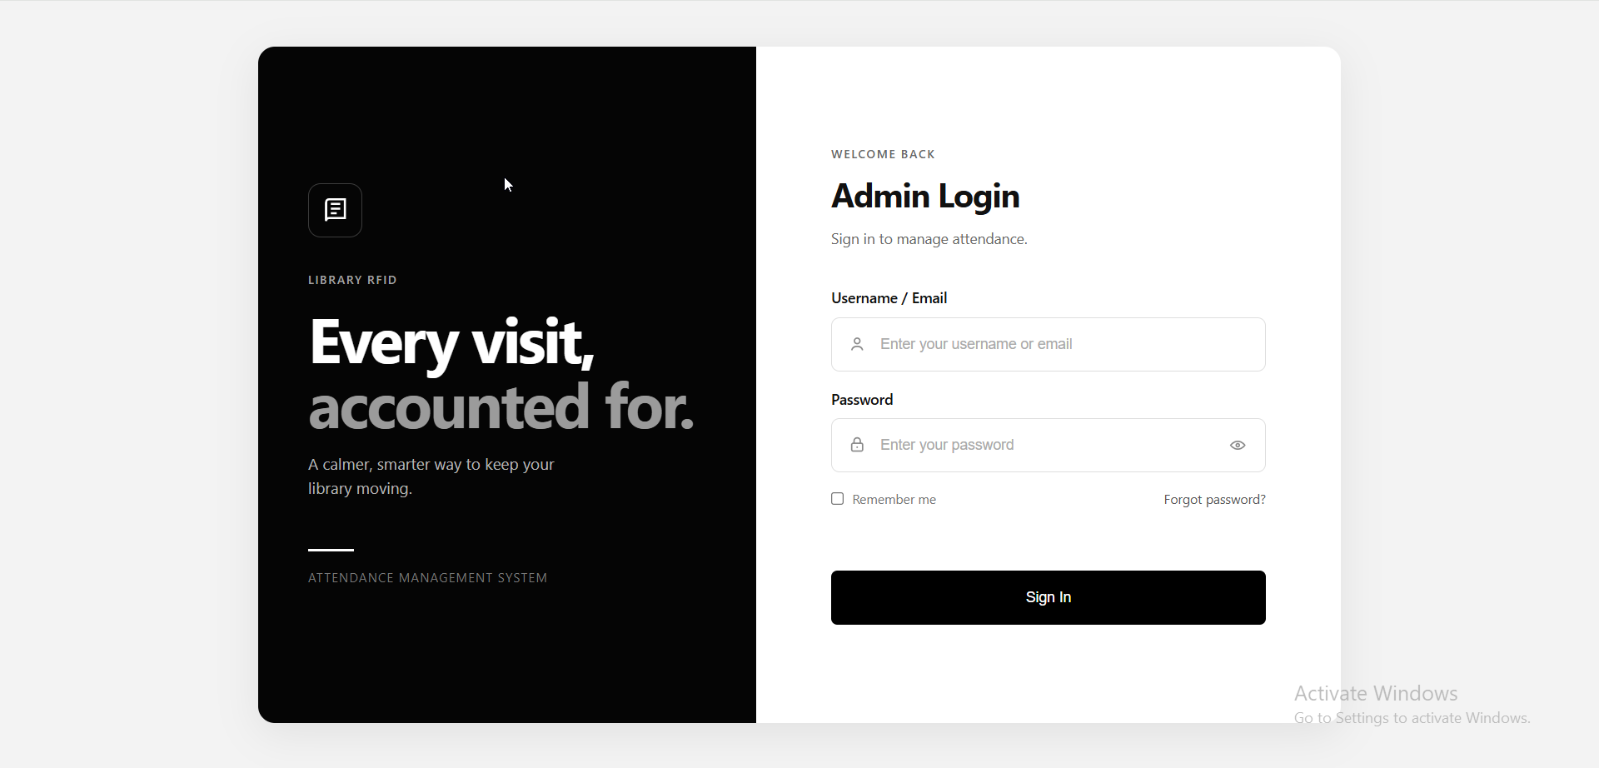 LIBRARY RFID
Every visit,
accounted for.
A calmer, smarter way to keep your
library moving.
ATTENDANCE MANAGEMENT SYSTEM
WELCOME BACK
Admin Login
Sign in to manage attendance.
Username / Email
Enter your username or email
Password
Enter your password
Remember me
Forgot password?
Sign In
Activate Windows
Go to Settings to activate Windows.